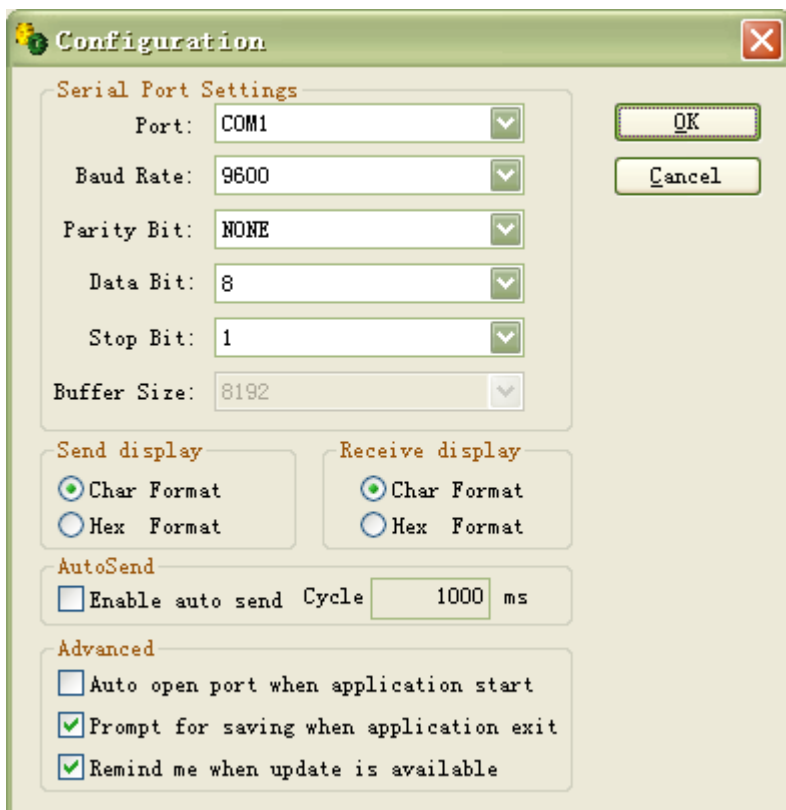 Configuration
Serial Port Settings
Port: COM1
OK
Baud Rate: 9600
Cancel
Parity Bit: NONE
Data Bit: 8
Stop Bit: 1
Buffer Size: 8192
Send display
Receive display
Char Format
Char Format
Hex Format
Hex Format
AutoSend
Enable auto send Cycle 1000 ms
Advanced
Auto open port when application start
Prompt for saving when application exit
Remind me when update is available